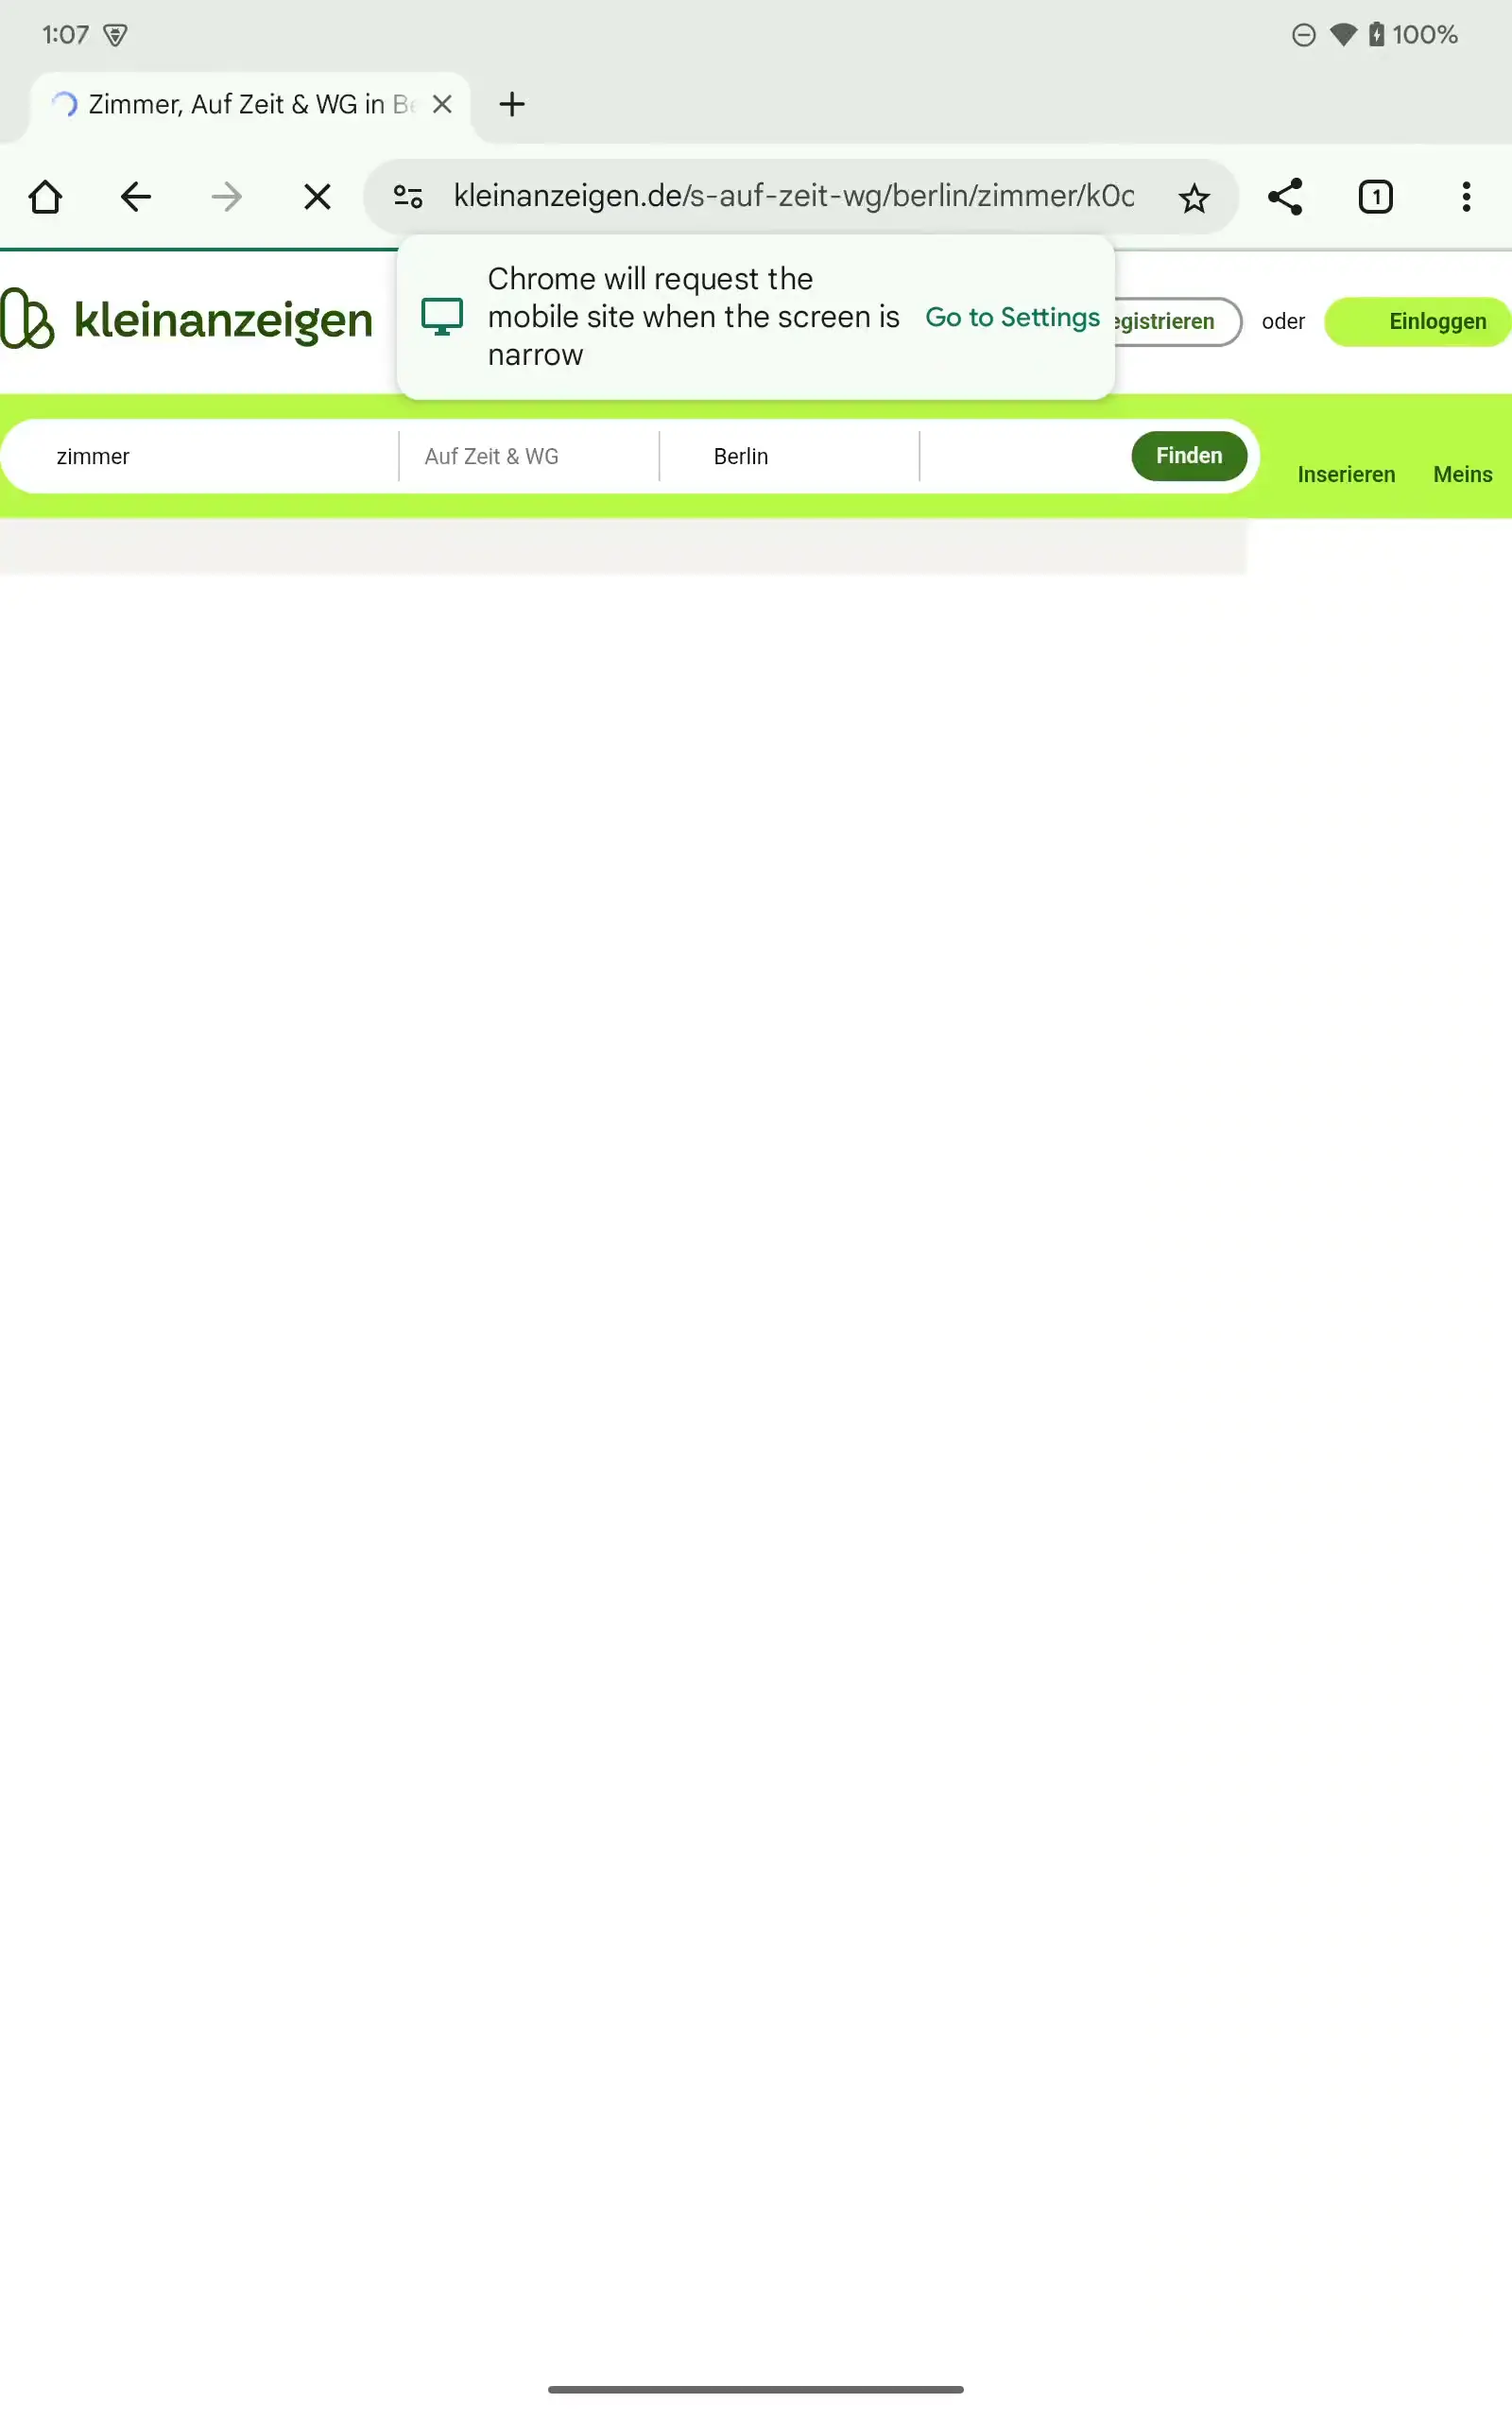 1:07
100%
Zimmer, Auf Zeit & WG in Be
kleinanzeigen.de/s-auf-zeit-wg/berlin/zimmer/k0c
1
Chrome will request the
mobile site when the screen is
narrow
Go to Settings
kleinanzeigen
egistrieren
oder
Einloggen
zimmer
Auf Zeit & WG
Berlin
Finden
Inserieren
Meins